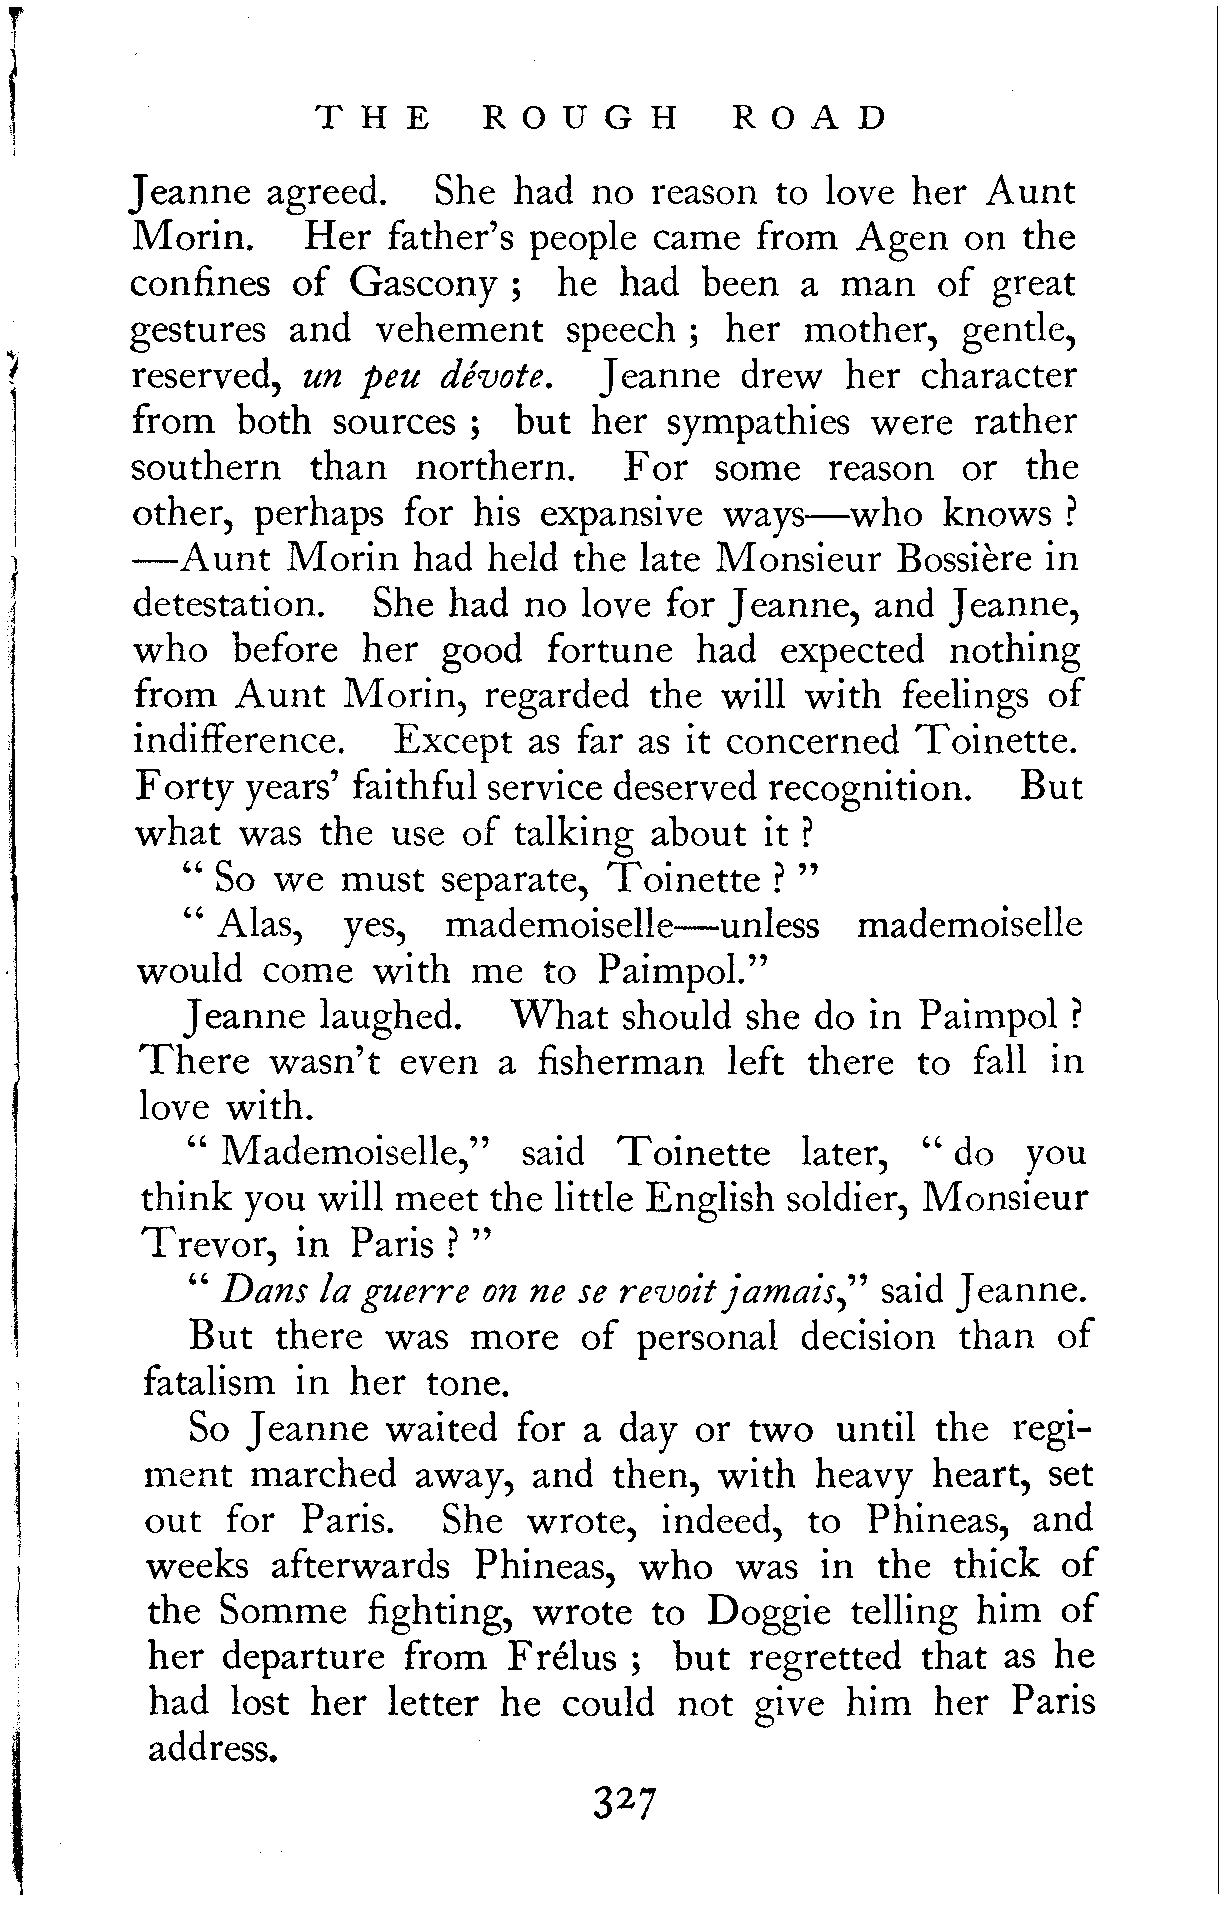 THE ROUGH ROAD
Jeanne agreed. She had no reason to love her Aunt
Morin. Her father's people came from Agen on the
confines of Gascony ; he had been a man of great
gestures and vehement speech ; her mother, gentle,
reserved, un peu dévote. Jeanne drew her character
from both sources ; but her sympathies were rather
southern than northern. For some reason or the
other, perhaps for his expansive ways—who knows ?
—Aunt Morin had held the late Monsieur Bossière in
detestation. She had no love for Jeanne, and Jeanne,
who before her good fortune had expected nothing
from Aunt Morin, regarded the will with feelings of
indifference. Except as far as it concerned Toinette.
Forty years' faithful service deserved recognition. But
what was the use of talking about it ?
“ So we must separate, Toinette ? ”
“ Alas, yes, mademoiselle—unless mademoiselle
would come with me to Paimpol.”
Jeanne laughed. What should she do in Paimpol ?
There wasn't even a fisherman left there to fall in
love with.
“ Mademoiselle,” said Toinette later, “ do you
think you will meet the little English soldier, Monsieur
Trevor, in Paris ? ”
“ Dans la guerre on ne se revoit jamais,” said Jeanne.
But there was more of personal decision than of
fatalism in her tone.
So Jeanne waited for a day or two until the regi-
ment marched away, and then, with heavy heart, set
out for Paris. She wrote, indeed, to Phineas, and
weeks afterwards Phineas, who was in the thick of
the Somme fighting, wrote to Doggie telling him of
her departure from Frélus ; but regretted that as he
had lost her letter he could not give him her Paris
address.
327